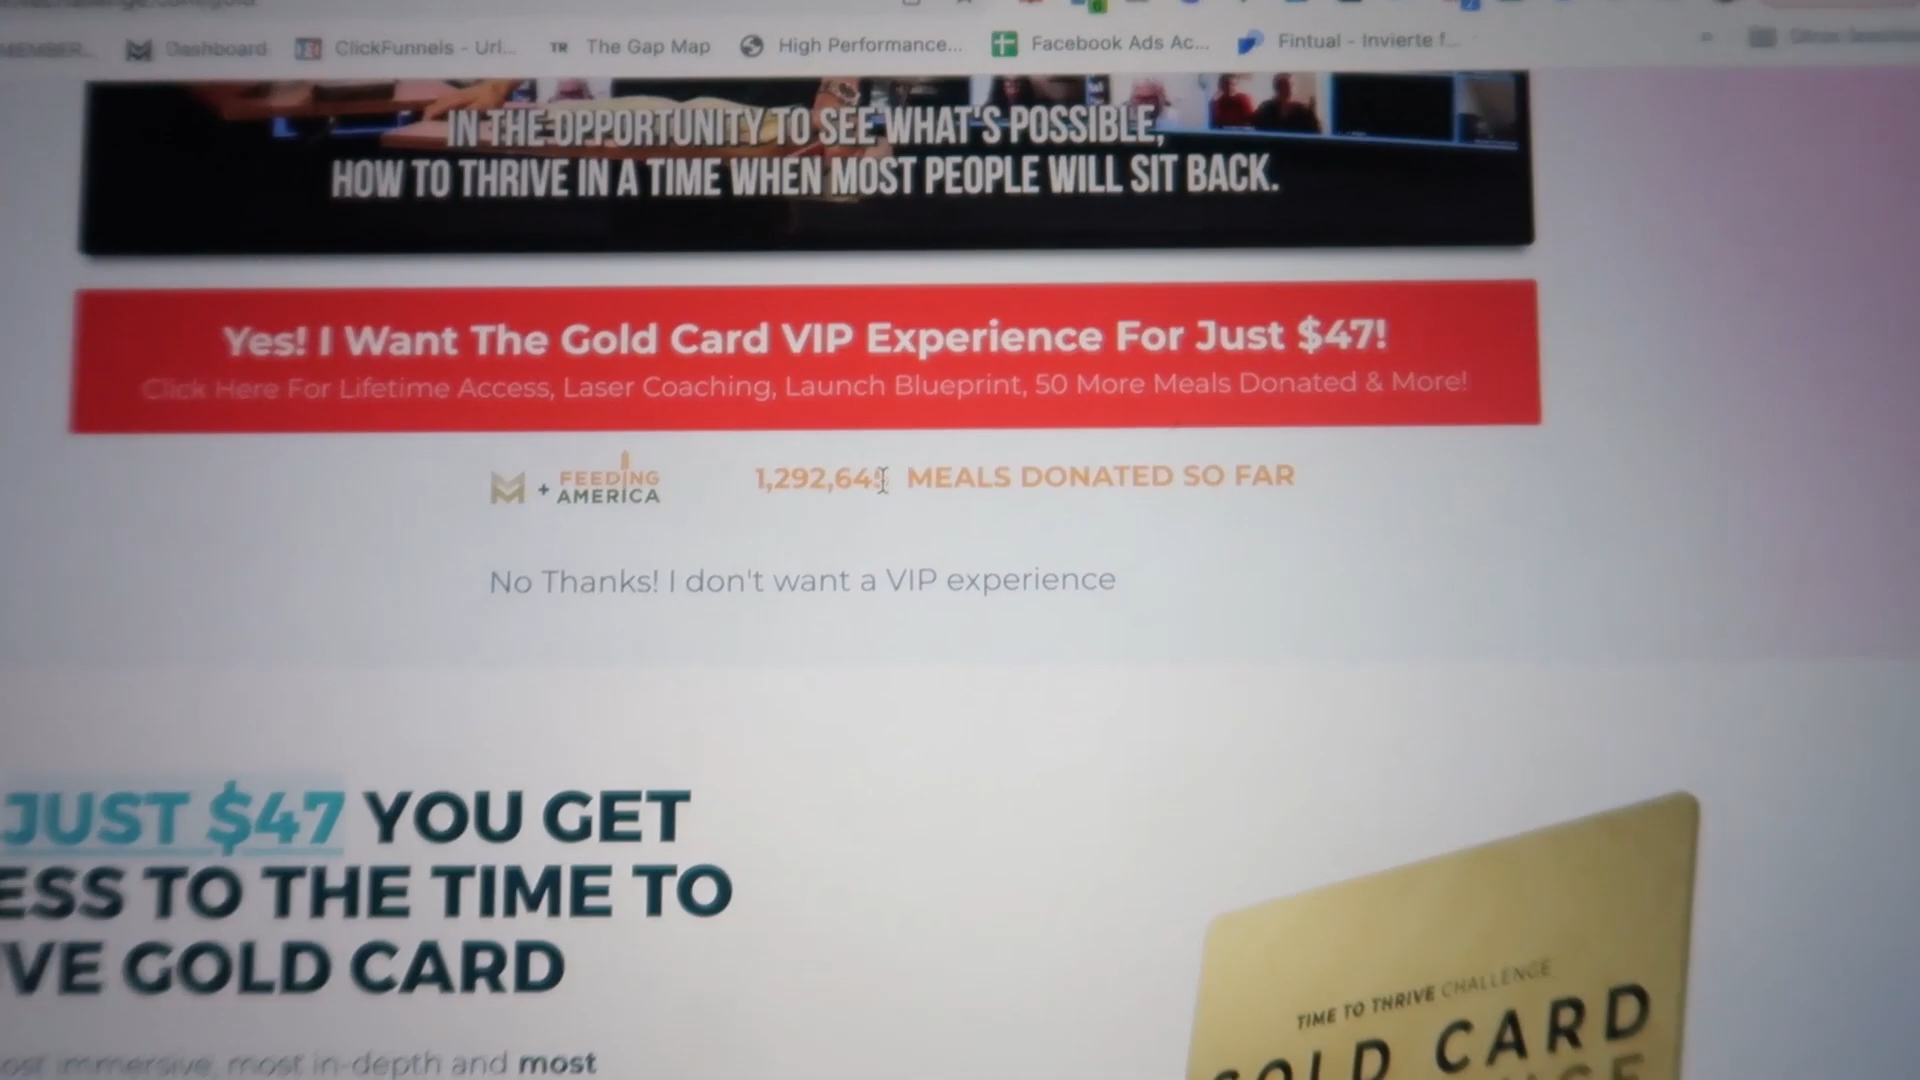 Dashboard
ClickFunnels - Url...
TR The Gap Map
High Performance...
Facebook Ads Ac...
Fintual - Invierte f...
IN THE OPPORTUNITY TO SEE WHAT'S POSSIBLE,
HOW TO THRIVE IN A TIME WHEN MOST PEOPLE WILL SIT BACK.
Yes! I Want The Gold Card VIP Experience For Just $47!
Click Here For Lifetime Access, Laser Coaching, Launch Blueprint, 50 More Meals Donated & More!
+ FEEDING
AMERICA
MEALS DONATED SO FAR
No Thanks! I don't want a VIP experience
JUST $47 YOU GET
ESS TO THE TIME TO
VE GOLD CARD
immersive, most in-depth and most
TIME TO THRIVE CHALLENGE
GOLD CARD